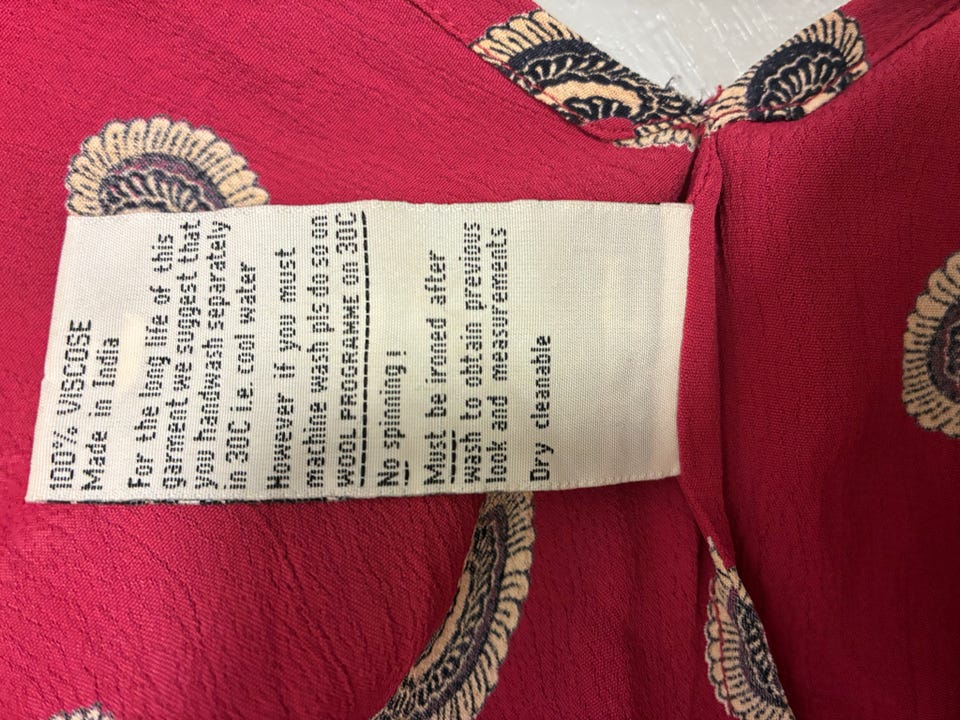 100% VISCOSE
Made in India
For the long life of this
garment we suggest that
you handwash separately
in 30C i.e. cool water
However if you must
machine wash pls do so on
WOOL PROGRAMME on 30C
No spinning!
Must be ironed after
wash to obtain previous
look and measurements
Dry cleanable